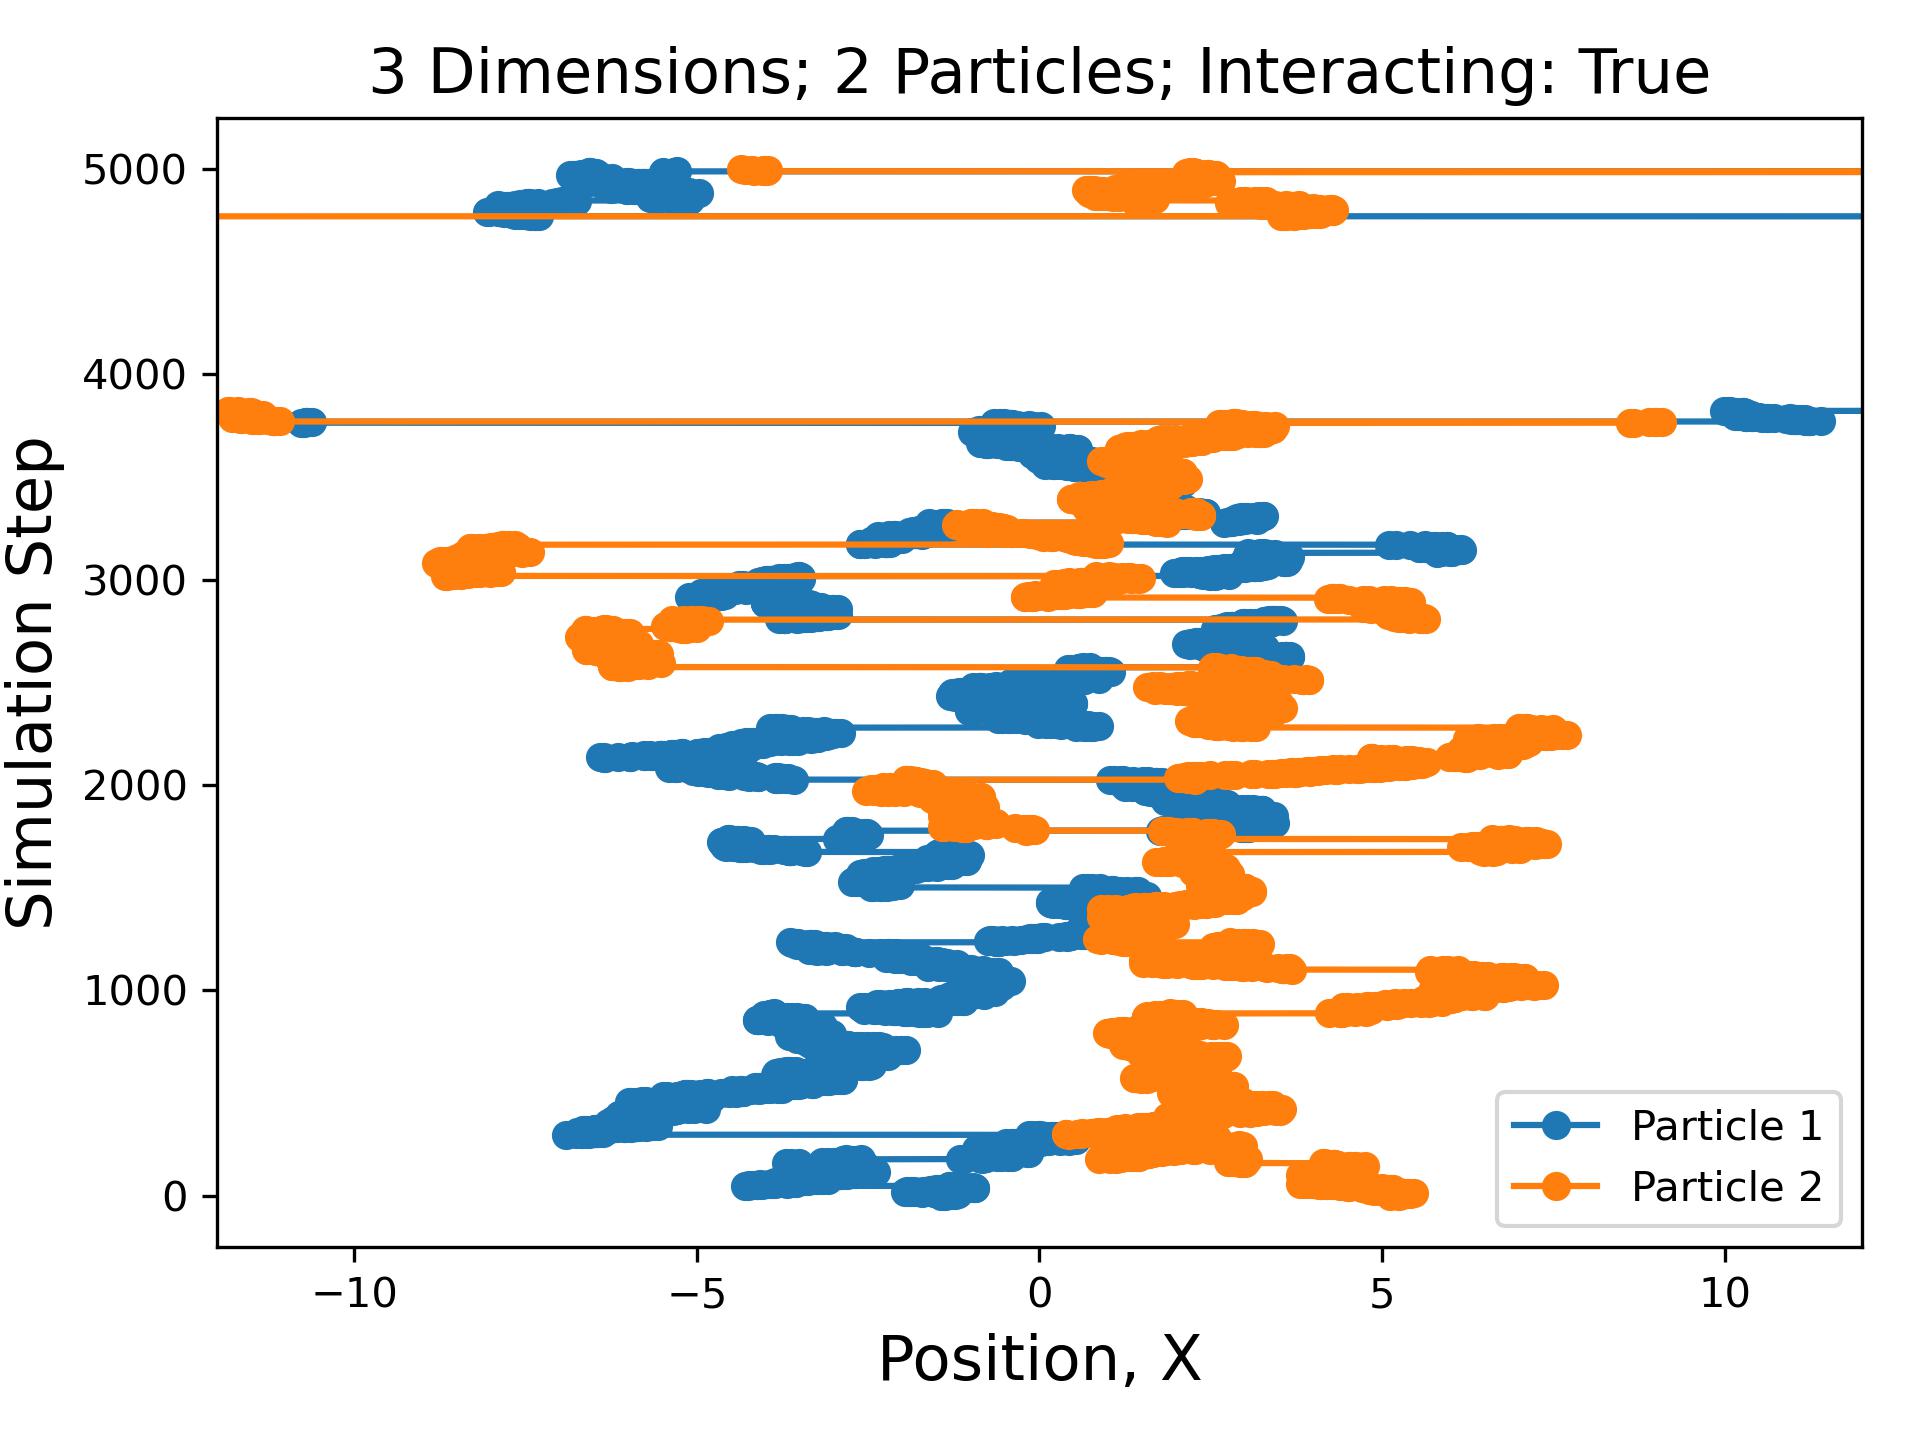 3 Dimensions; 2 Particles; Interacting: True
Simulation Step
5000
4000
3000
2000
1000
0
−10
−5
0
5
10
Position, X
Particle 1
Particle 2